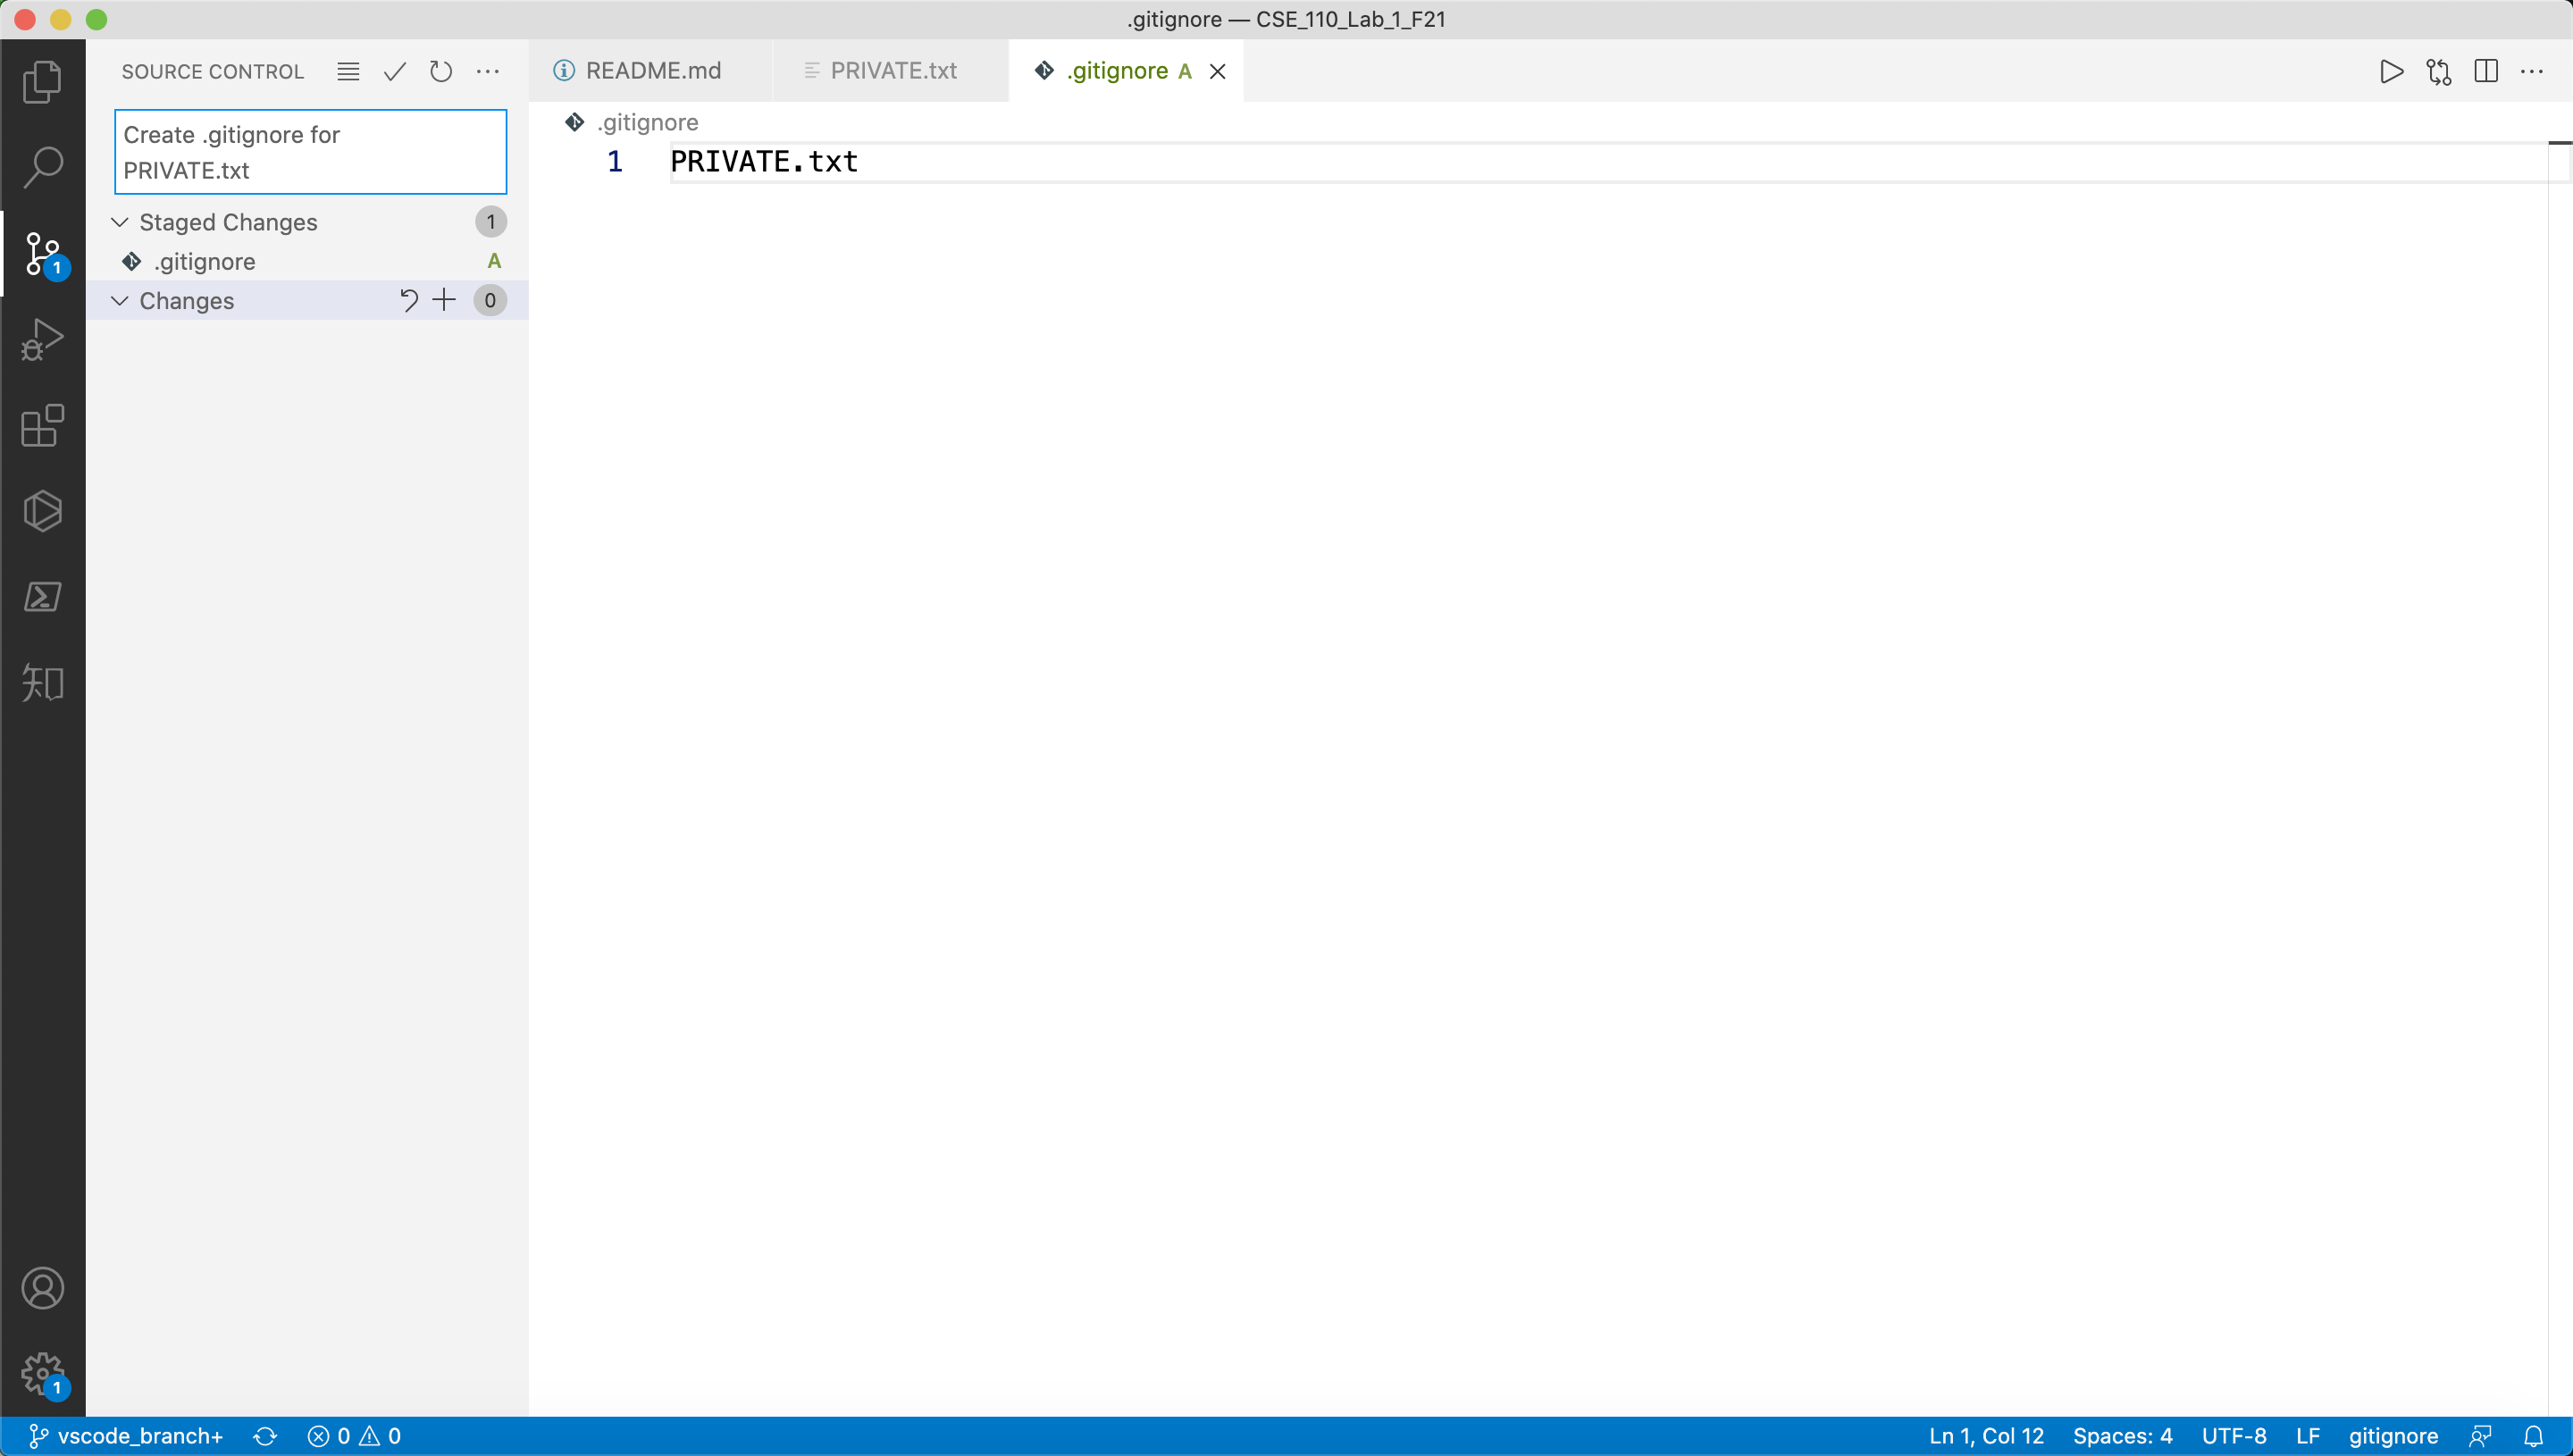 .gitignore — CSE_110_Lab_1_F21
SOURCE CONTROL
README.md
PRIVATE.txt
.gitignore A
Create .gitignore for
PRIVATE.txt
.gitignore
1 PRIVATE.txt
Staged Changes 1
.gitignore A
Changes 0
1
知
1
vscode_branch+ 0 0 Ln 1, Col 12 Spaces: 4 UTF-8 LF gitignore